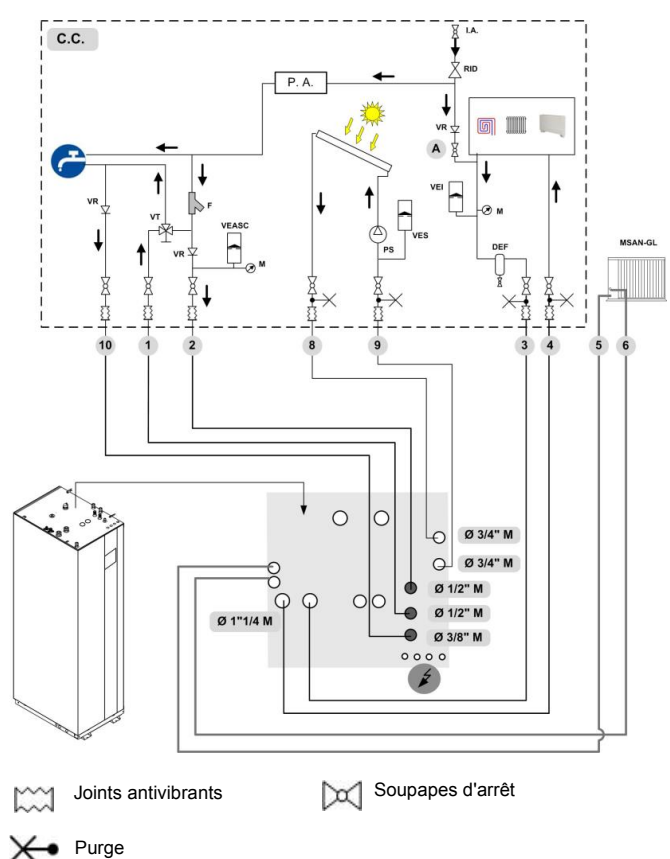 C.C.
I.A.
RID
P. A.
VR
A
VEI
M
VR
F
VEASC
VT
VR
M
PS
VES
DEF
MSAN-GL
10
1
2
8
9
3
4
5
6
Ø 3/4" M
Ø 3/4" M
Ø 1/2" M
Ø 1"1/4 M
Ø 1/2" M
Ø 3/8" M
Joints antivibrants
Soupapes d'arrêt
Purge